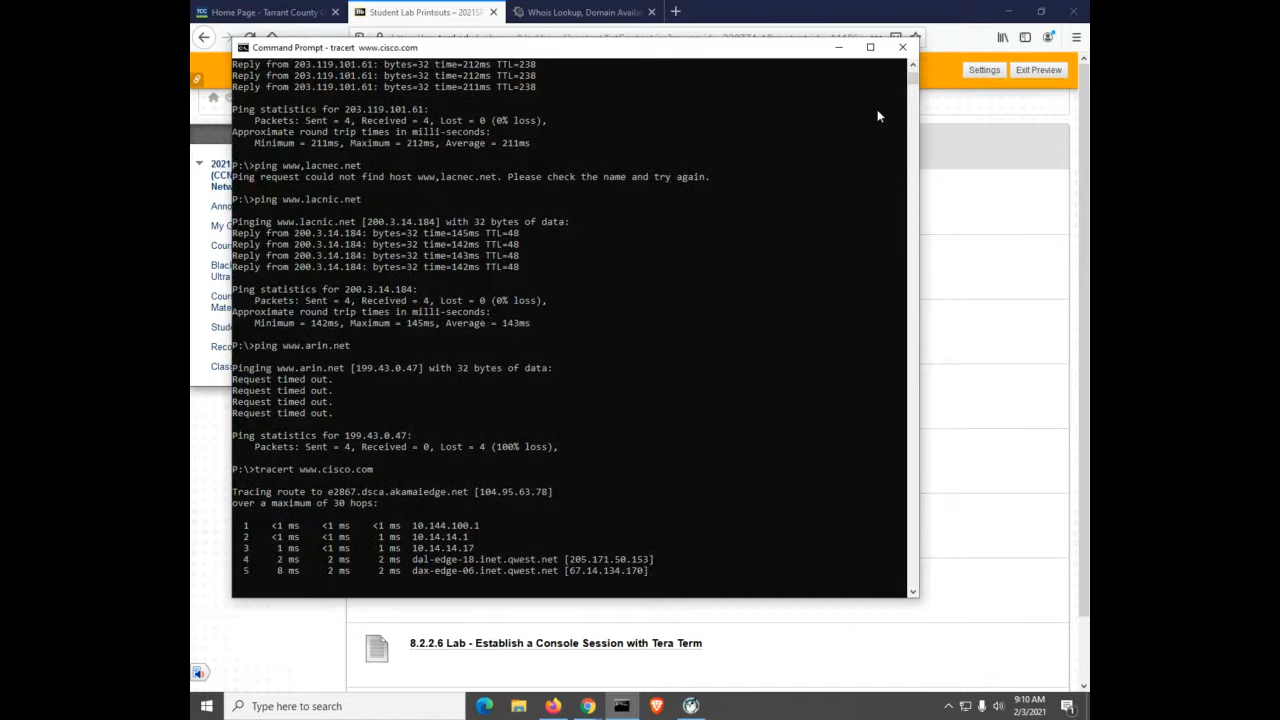 Home Page - Tarrant County C
Student Lab Printouts – 2021SP
Whois Lookup, Domain Availab
Command Prompt - tracert www.cisco.com
Settings
Exit Preview
Reply from 203.119.101.61: bytes=32 time=212ms TTL=238
Reply from 203.119.101.61: bytes=32 time=212ms TTL=238
Reply from 203.119.101.61: bytes=32 time=211ms TTL=238
Ping statistics for 203.119.101.61:
Packets: Sent = 4, Received = 4, Lost = 0 (0% loss),
Approximate round trip times in milli-seconds:
Minimum = 211ms, Maximum = 212ms, Average = 211ms
P:\>ping www,lacnec.net
Ping request could not find host www,lacnec.net. Please check the name and try again.
P:\>ping www.lacnic.net
Pinging www.lacnic.net [200.3.14.184] with 32 bytes of data:
Reply from 200.3.14.184: bytes=32 time=145ms TTL=48
Reply from 200.3.14.184: bytes=32 time=142ms TTL=48
Reply from 200.3.14.184: bytes=32 time=143ms TTL=48
Reply from 200.3.14.184: bytes=32 time=142ms TTL=48
Ping statistics for 200.3.14.184:
Packets: Sent = 4, Received = 4, Lost = 0 (0% loss),
Approximate round trip times in milli-seconds:
Minimum = 142ms, Maximum = 145ms, Average = 143ms
P:\>ping www.arin.net
Pinging www.arin.net [199.43.0.47] with 32 bytes of data:
Request timed out.
Request timed out.
Request timed out.
Request timed out.
Ping statistics for 199.43.0.47:
Packets: Sent = 4, Received = 0, Lost = 4 (100% loss),
P:\>tracert www.cisco.com
Tracing route to e2867.dsca.akamaiedge.net [104.95.63.78]
over a maximum of 30 hops:
1 <1 ms <1 ms <1 ms 10.144.100.1
2 <1 ms <1 ms 1 ms 10.14.14.1
3 1 ms <1 ms 1 ms 10.14.14.17
4 2 ms 2 ms 2 ms dal-edge-18.inet.qwest.net [205.171.50.153]
5 8 ms 2 ms 2 ms dax-edge-06.inet.qwest.net [67.14.134.170]
2021
(CCN
Netw
Anno
My G
Cour
Blac
Ultra
Cour
Mate
Stude
Reco
Class
8.2.2.6 Lab - Establish a Console Session with Tera Term
Type here to search
9:10 AM
2/3/2021